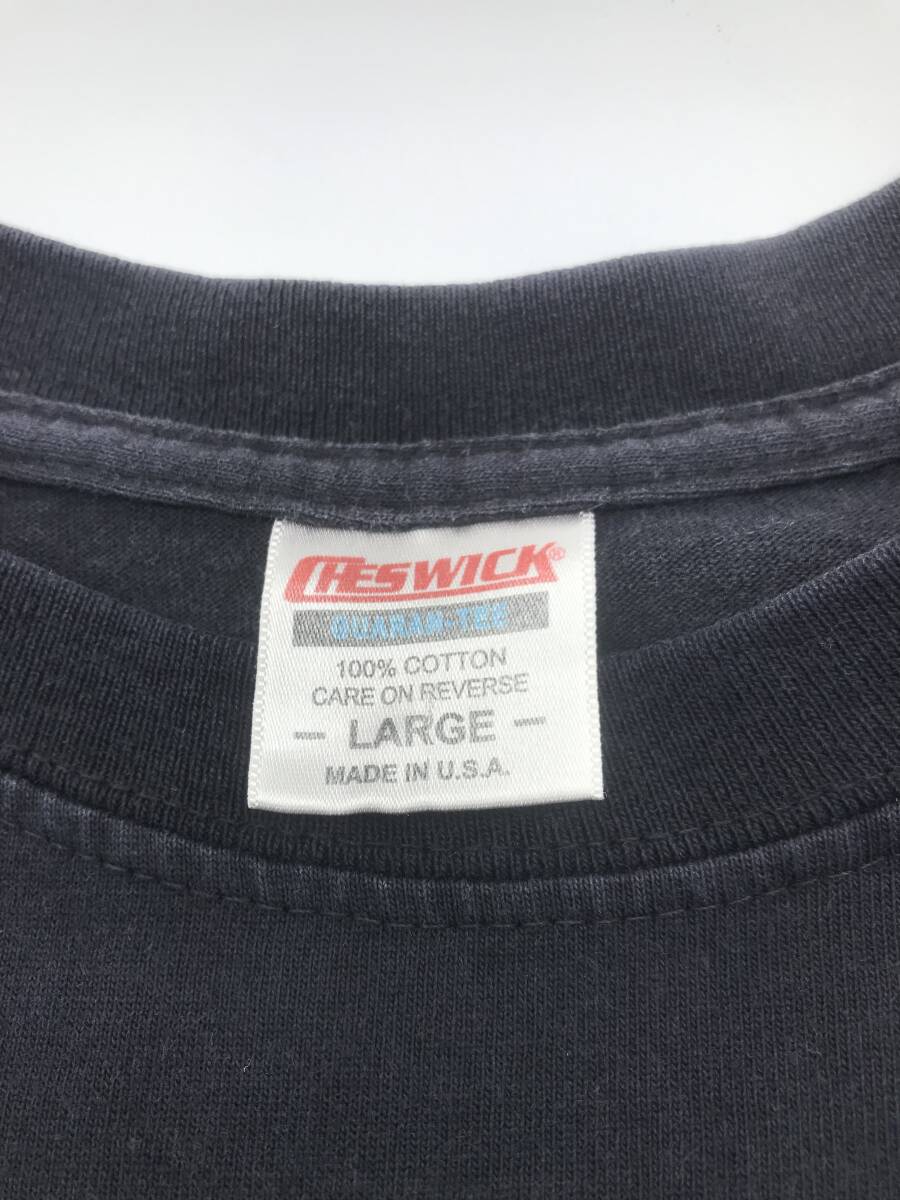 CHESWICK®
GUARAN-TEE
100% COTTON
CARE ON REVERSE
- LARGE -
MADE IN U.S.A.